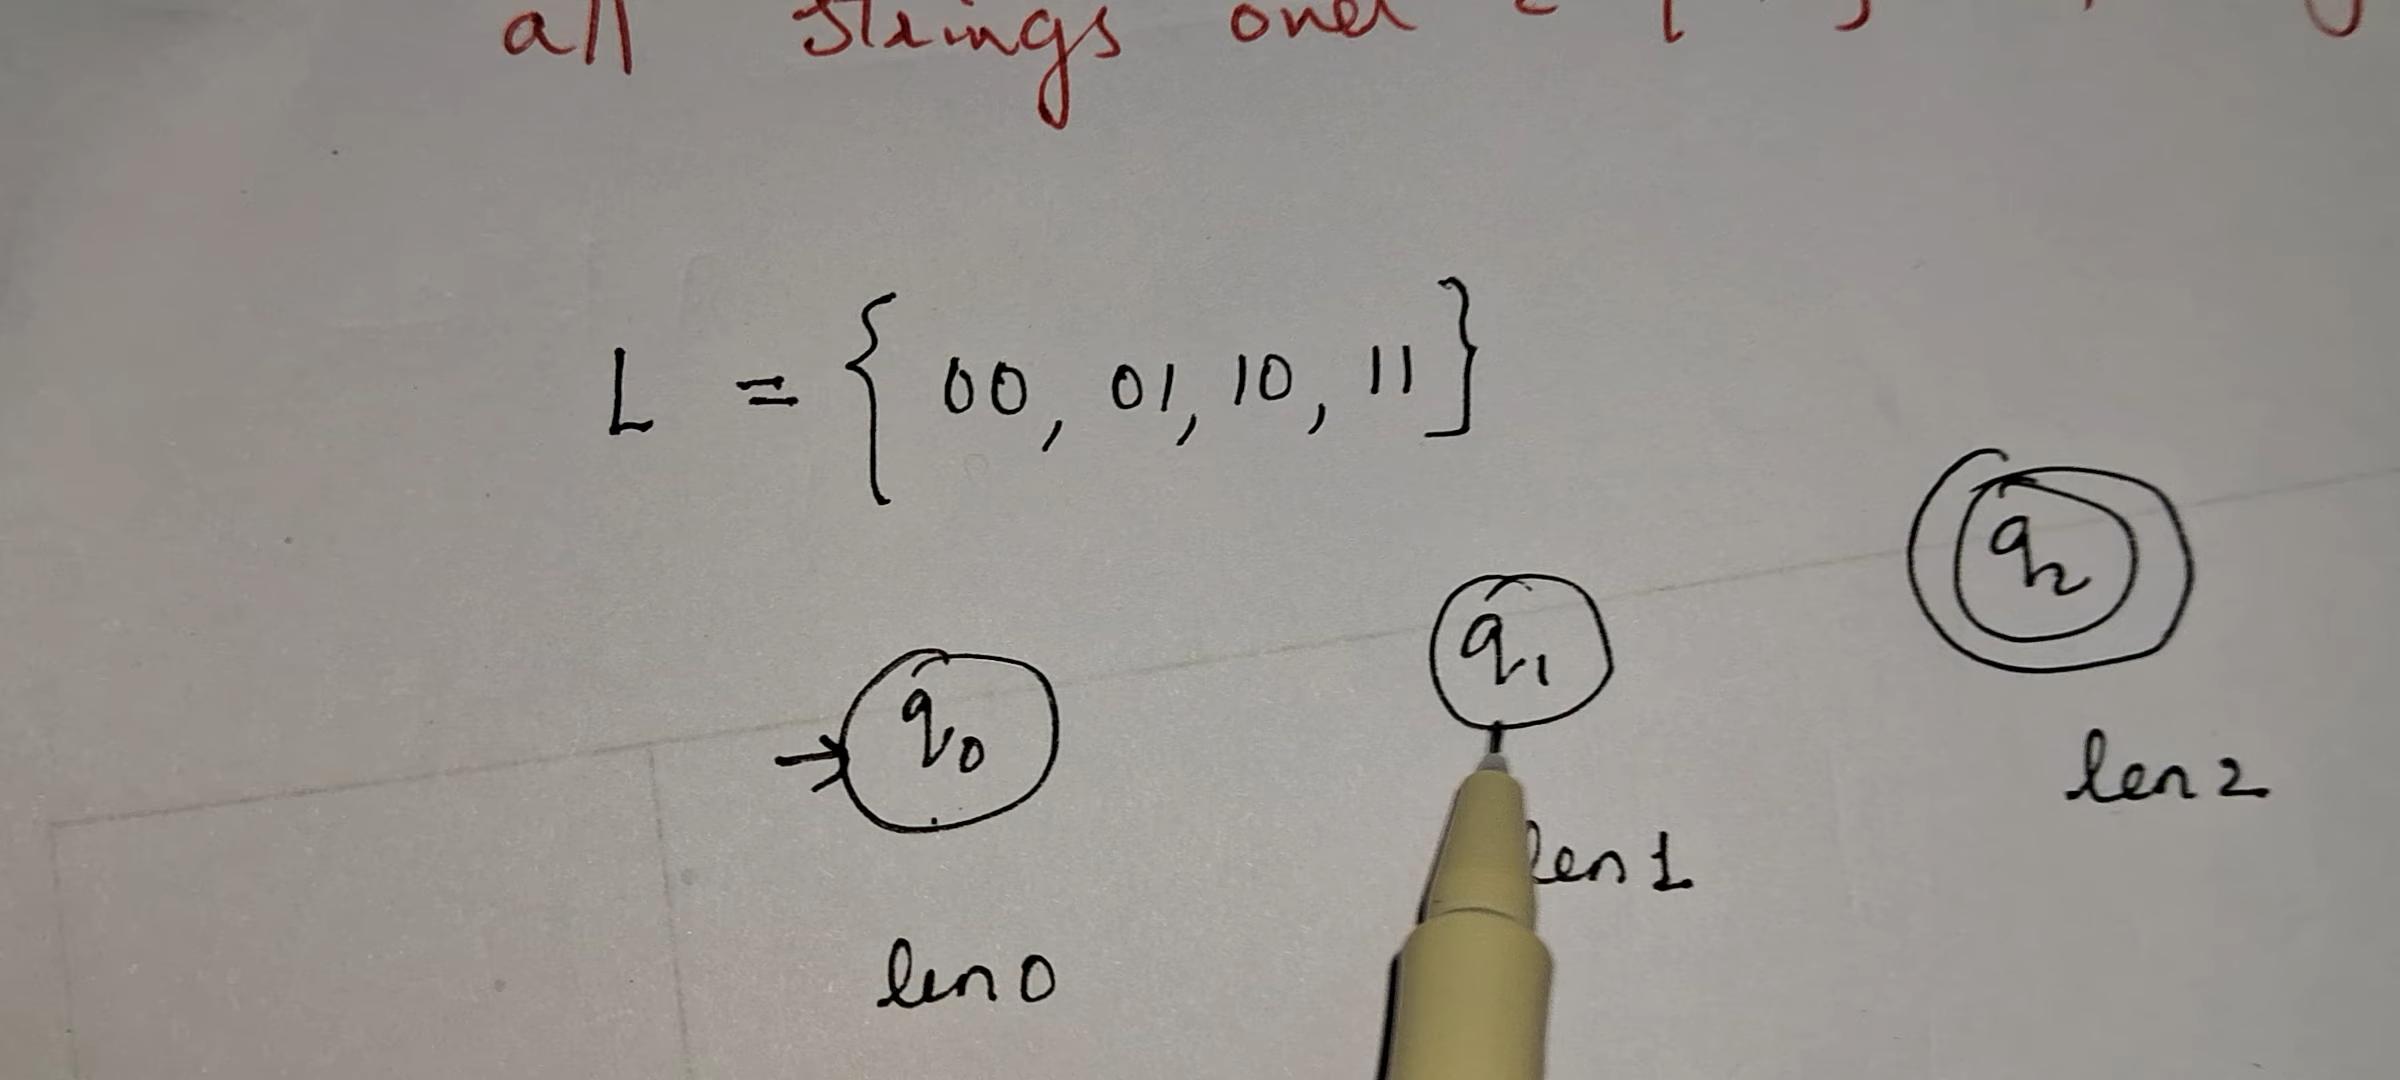 all strings over
L = { 00, 01, 10, 11 }
q0 q1 q2
len 0 len 1 len 2